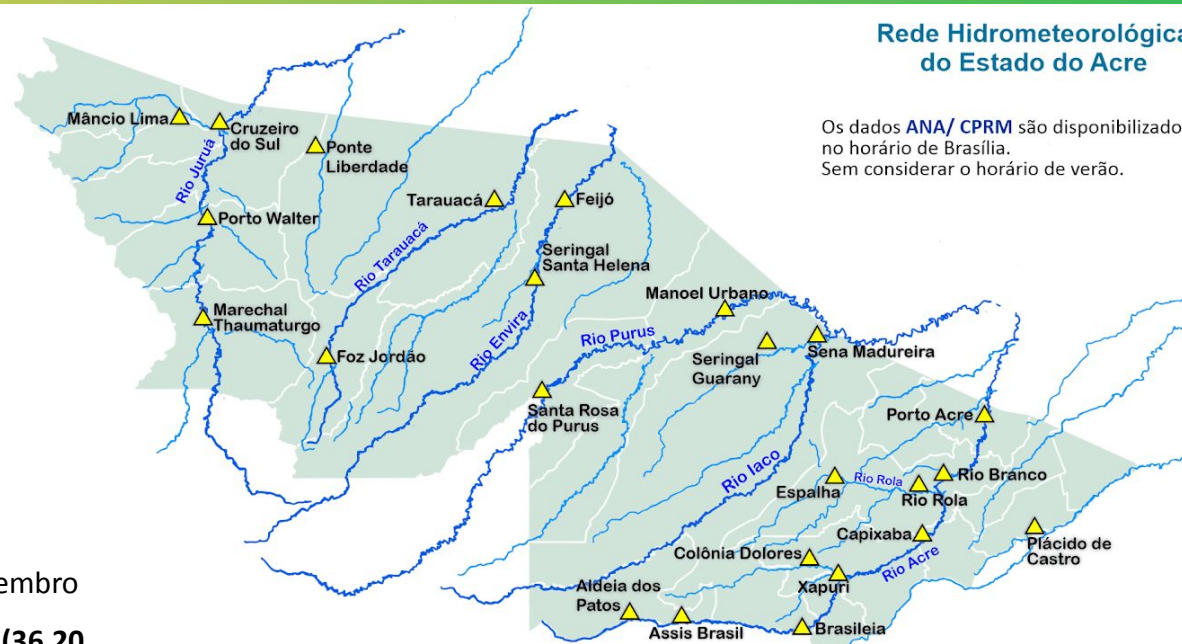 Rede Hidrometeorológica
do Estado do Acre
Os dados ANA/ CPRM são disponibilizado
no horário de Brasília.
Sem considerar o horário de verão.
Mâncio Lima
Cruzeiro
do Sul
Ponte
Liberdade
Rio Juruá
Porto Walter
Tarauacá
Feijó
Rio Tarauacá
Seringal
Santa Helena
Marechal
Thaumaturgo
Foz Jordão
Rio Envira
Manoel Urbano
Rio Purus
Seringal
Guarany
Sena Madureira
Santa Rosa
do Purus
Porto Acre
Rio Iaco
Espalha
Rio Rola
Rio Rola
Rio Branco
Capixaba
Plácido de
Castro
Colônia Dolores
Xapuri
Rio Acre
Aldeia dos
Patos
Assis Brasil
Brasileia
embro
(36,20